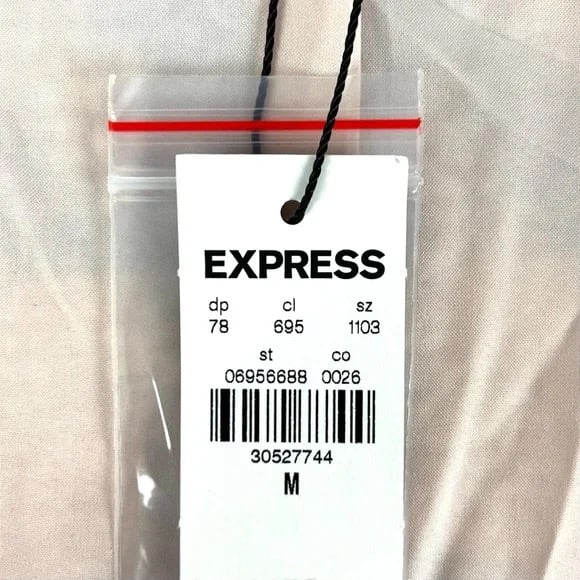 EXPRESS
dp cl sz
78 695 1103
st co
06956688 0026
30527744
M